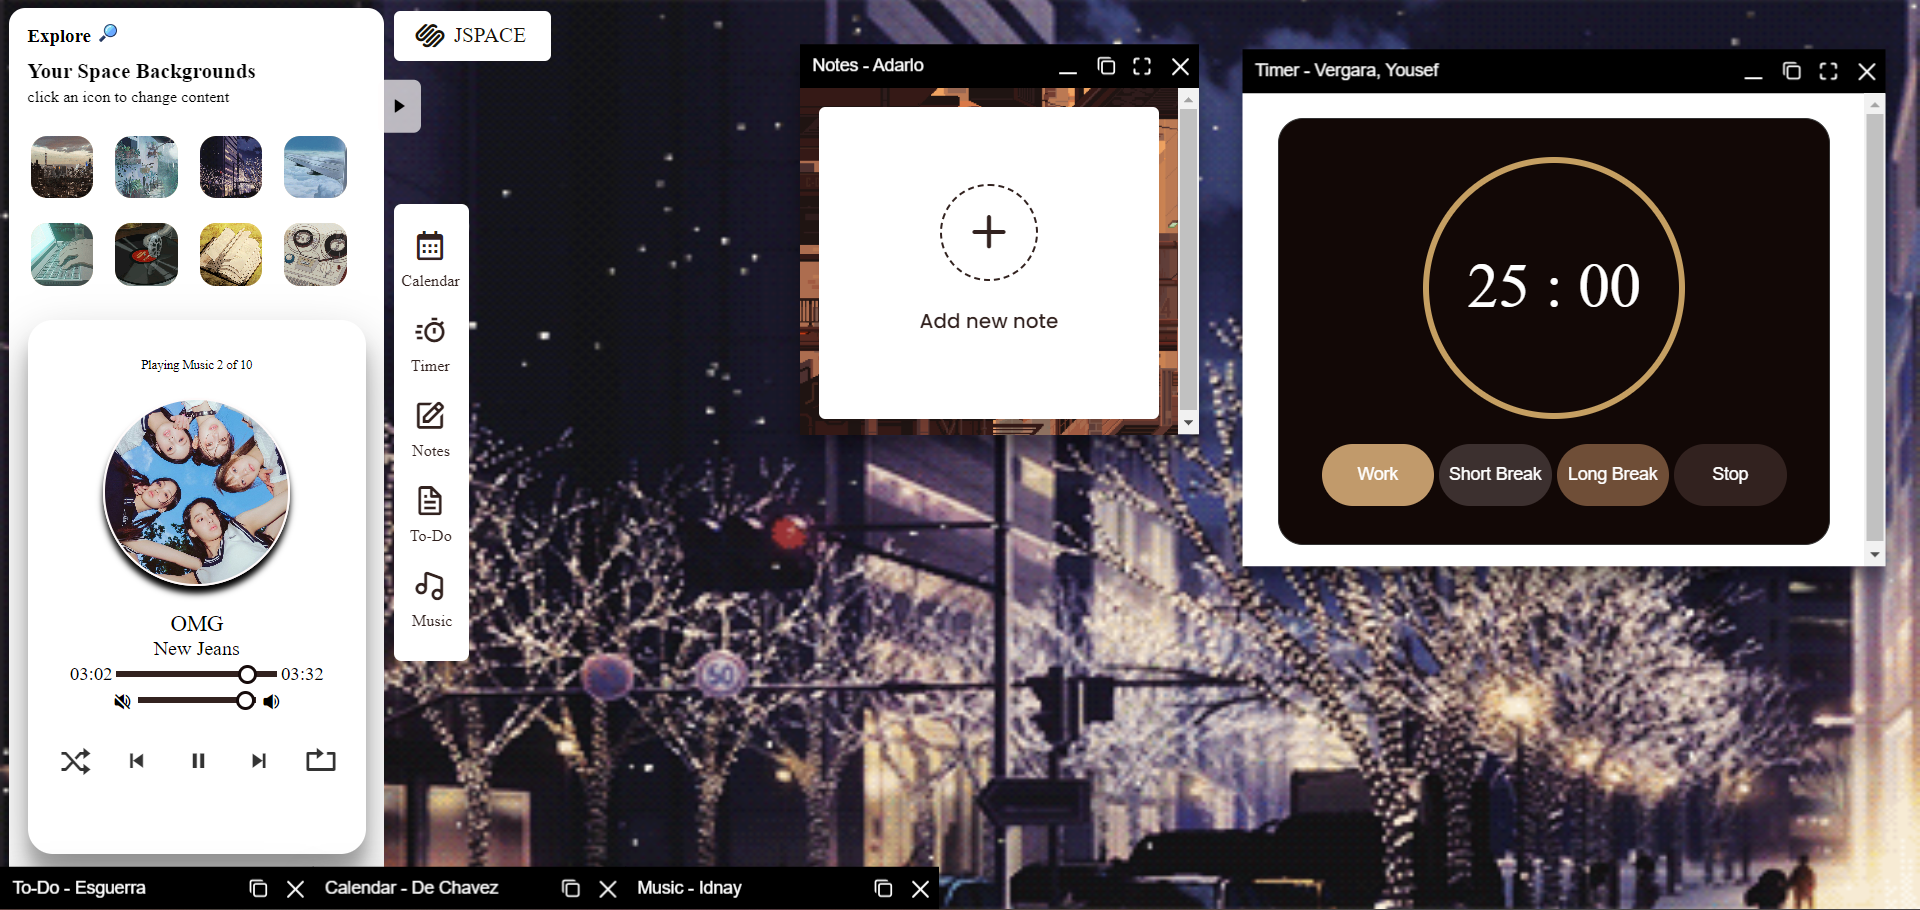 Explore
Your Space Backgrounds
click an icon to change content
Playing Music 2 of 10
OMG
New Jeans
03:02 03:32
JSPACE
Calendar
Timer
Notes
To-Do
Music
Notes - Adarlo
Add new note
Timer - Vergara, Yousef
25 : 00
Work Short Break Long Break Stop
50
To-Do - Esguerra
Calendar - De Chavez
Music - Idnay